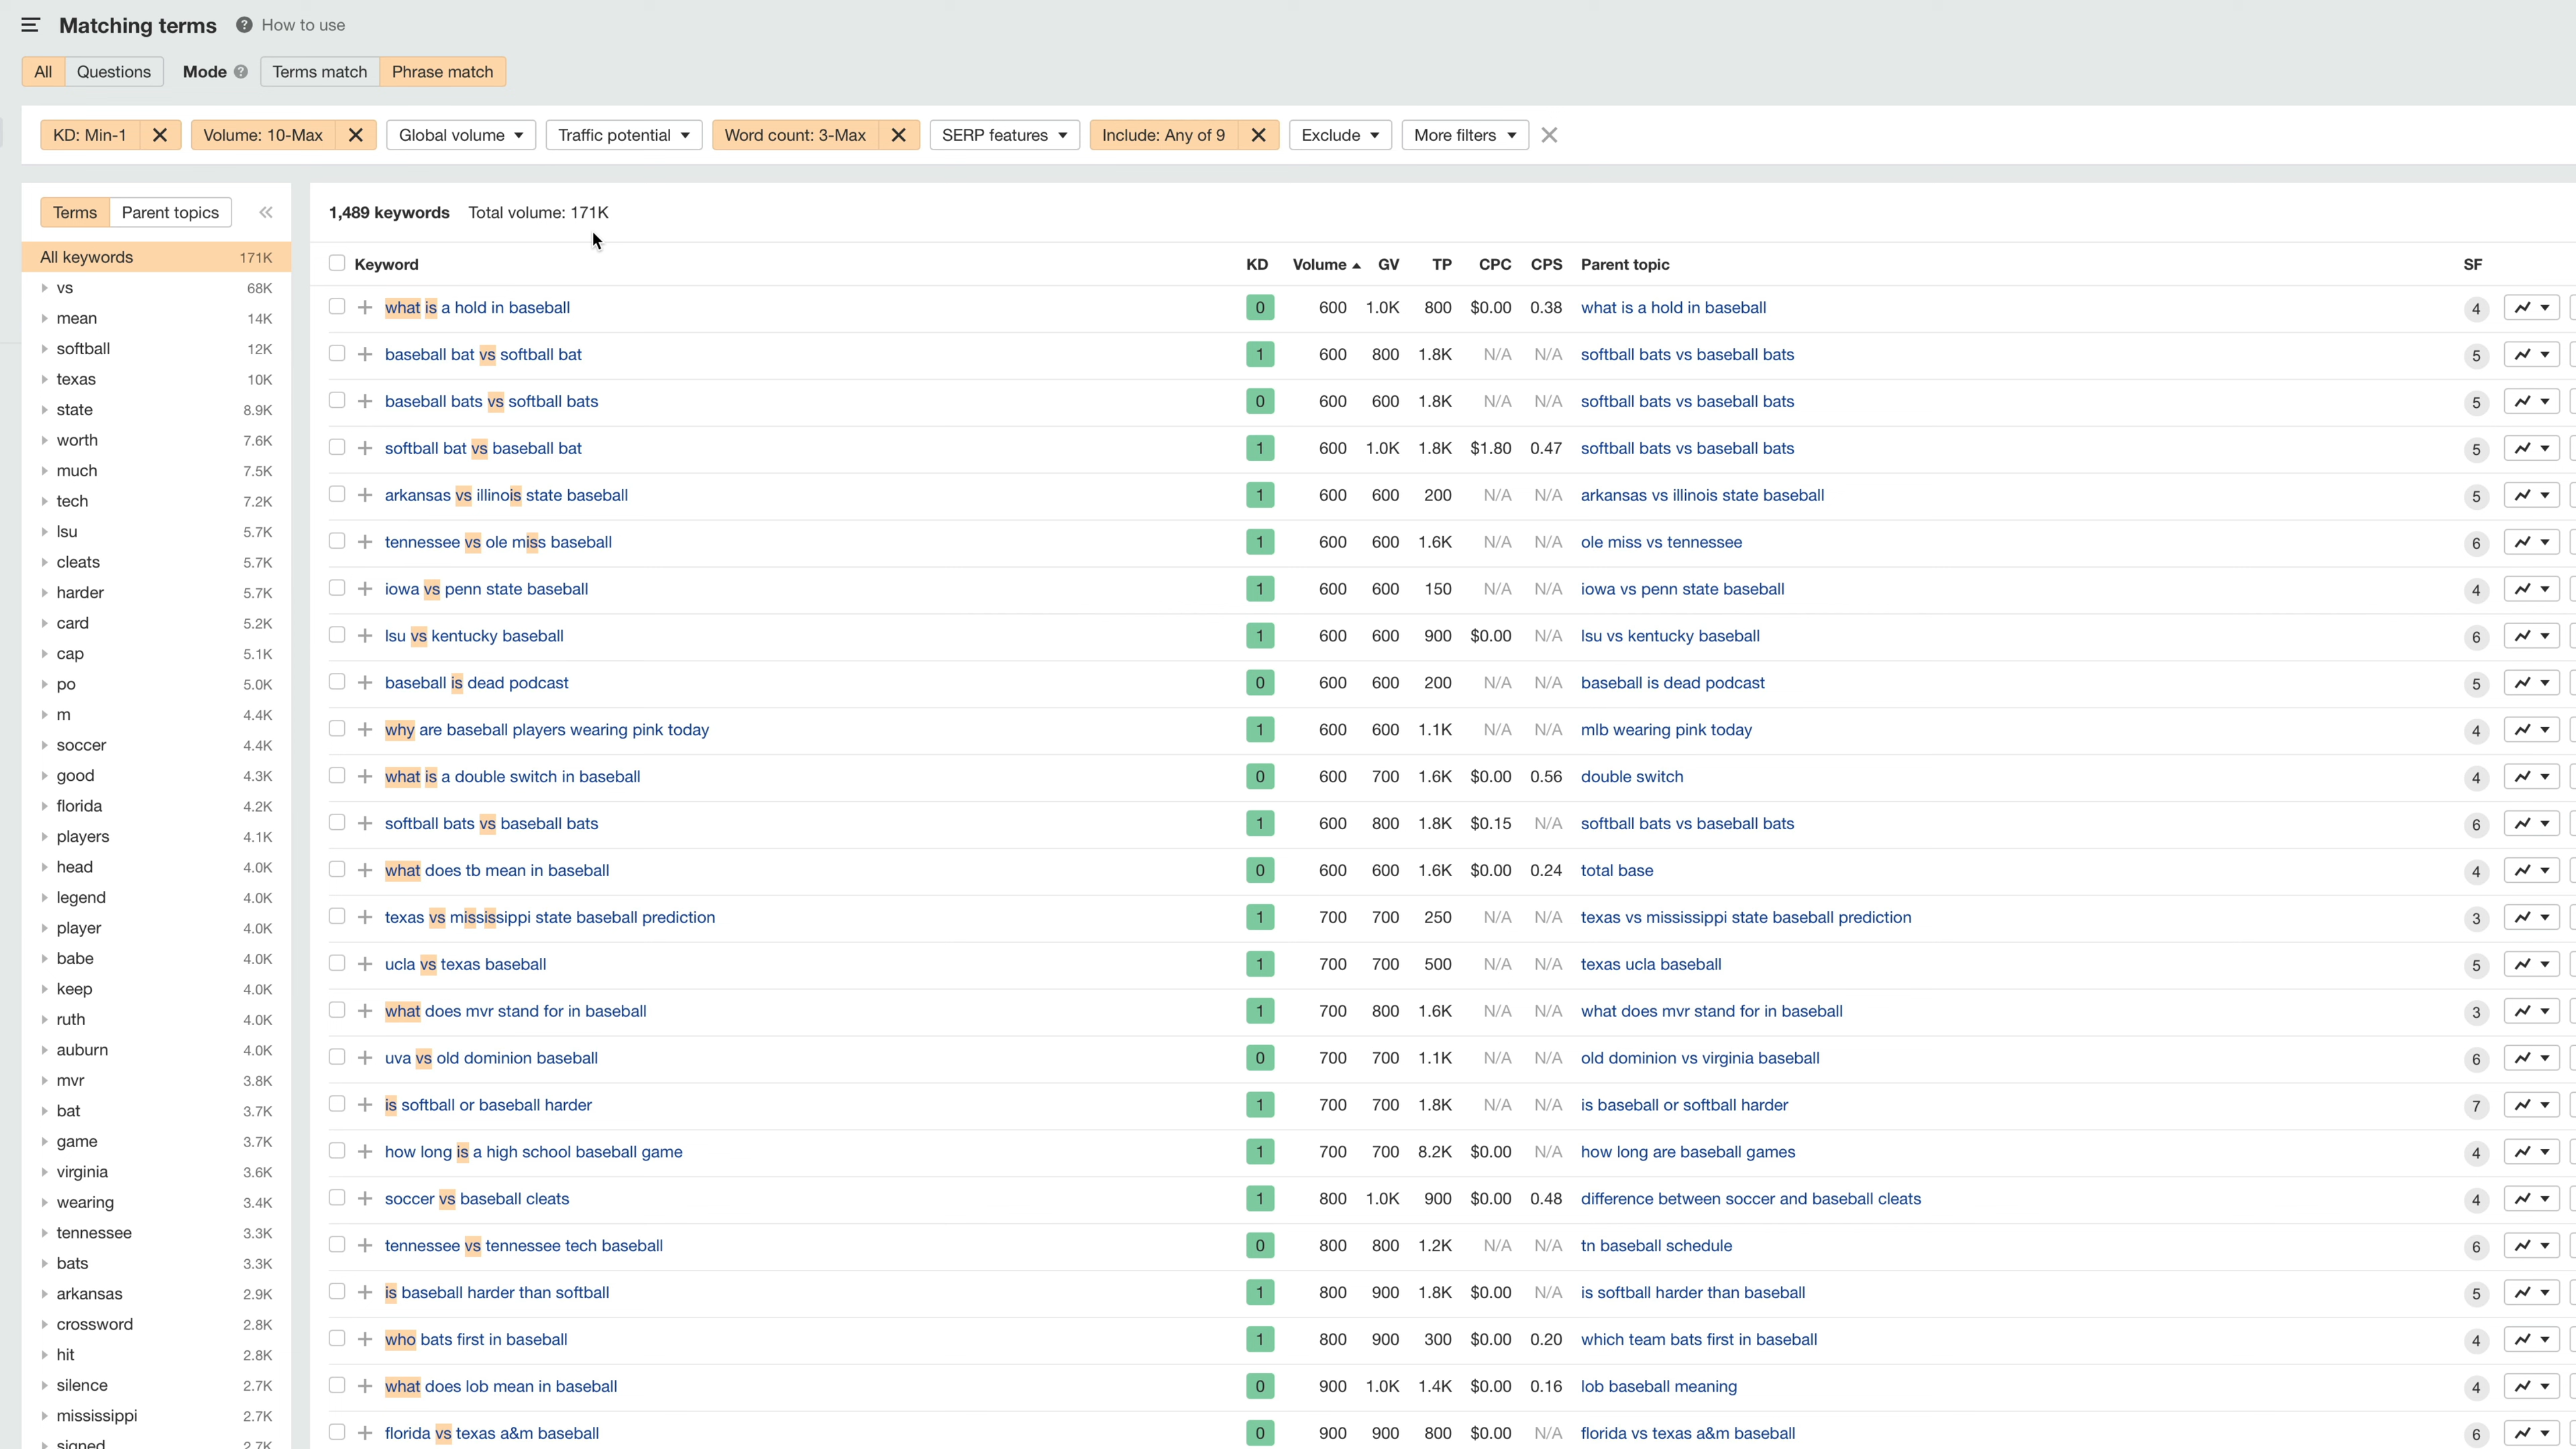 Matching terms How to use
All Questions Mode Terms match Phrase match
KD: Min-1 Volume: 10-Max Global volume Traffic potential Word count: 3-Max SERP features Include: Any of 9 Exclude More filters
Terms Parent topics
All keywords 171K
vs 68K
mean 14K
softball 12K
texas 10K
state 8.9K
worth 7.6K
much 7.5K
tech 7.2K
lsu 5.7K
cleats 5.7K
harder 5.7K
card 5.2K
cap 5.1K
po 5.0K
m 4.4K
soccer 4.4K
good 4.3K
florida 4.2K
players 4.1K
head 4.0K
legend 4.0K
player 4.0K
babe 4.0K
keep 4.0K
ruth 4.0K
auburn 4.0K
mvr 3.8K
bat 3.7K
game 3.7K
virginia 3.6K
wearing 3.4K
tennessee 3.3K
bats 3.3K
arkansas 2.9K
crossword 2.8K
hit 2.8K
silence 2.7K
mississippi 2.7K
signed 2.7K
1,489 keywords Total volume: 171K
Keyword KD Volume GV TP CPC CPS Parent topic SF
what is a hold in baseball 0 600 1.0K 800 $0.00 0.38 what is a hold in baseball 4
baseball bat vs softball bat 1 600 800 1.8K N/A N/A softball bats vs baseball bats 5
baseball bats vs softball bats 0 600 600 1.8K N/A N/A softball bats vs baseball bats 5
softball bat vs baseball bat 1 600 1.0K 1.8K $1.80 0.47 softball bats vs baseball bats 5
arkansas vs illinois state baseball 1 600 600 200 N/A N/A arkansas vs illinois state baseball 5
tennessee vs ole miss baseball 1 600 600 1.6K N/A N/A ole miss vs tennessee 6
iowa vs penn state baseball 1 600 600 150 N/A N/A iowa vs penn state baseball 4
lsu vs kentucky baseball 1 600 600 900 $0.00 N/A lsu vs kentucky baseball 6
baseball is dead podcast 0 600 600 200 N/A N/A baseball is dead podcast 5
why are baseball players wearing pink today 1 600 600 1.1K N/A N/A mlb wearing pink today 4
what is a double switch in baseball 0 600 700 1.6K $0.00 0.56 double switch 4
softball bats vs baseball bats 1 600 800 1.8K $0.15 N/A softball bats vs baseball bats 6
what does tb mean in baseball 0 600 600 1.6K $0.00 0.24 total base 4
texas vs mississippi state baseball prediction 1 700 700 250 N/A N/A texas vs mississippi state baseball prediction 3
ucla vs texas baseball 1 700 700 500 N/A N/A texas ucla baseball 5
what does mvr stand for in baseball 1 700 800 1.6K N/A N/A what does mvr stand for in baseball 3
uva vs old dominion baseball 0 700 700 1.1K N/A N/A old dominion vs virginia baseball 6
is softball or baseball harder 1 700 700 1.8K N/A N/A is baseball or softball harder 7
how long is a high school baseball game 1 700 700 8.2K $0.00 N/A how long are baseball games 4
soccer vs baseball cleats 1 800 1.0K 900 $0.00 0.48 difference between soccer and baseball cleats 4
tennessee vs tennessee tech baseball 0 800 800 1.2K N/A N/A tn baseball schedule 6
is baseball harder than softball 1 800 900 1.8K $0.00 N/A is softball harder than baseball 5
who bats first in baseball 1 800 900 300 $0.00 0.20 which team bats first in baseball 4
what does lob mean in baseball 0 900 1.0K 1.4K $0.00 0.16 lob baseball meaning 4
florida vs texas a&m baseball 0 900 900 800 $0.00 N/A florida vs texas a&m baseball 6